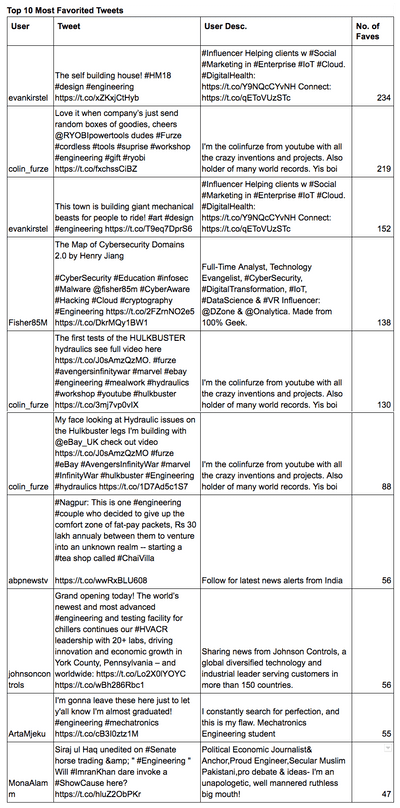 Top 10 Most Favorited Tweets
User
Tweet
User Desc.
No. of
Faves
evankirstel
The self building house! #HM18
#design #engineering
https://t.co/xZKxjCtHyb
#Influencer Helping clients w #Social
#Marketing in #Enterprise #IoT #Cloud.
#DigitalHealth:
https://t.co/Y9NQcCYvNH Connect:
https://t.co/qEToVUzSTc
234
colin_furze
Love it when company's just send
random boxes of goodies, cheers
@RYOBIpowertools dudes #Furze
#cordless #tools #suprise #workshop
#engineering #gift #ryobi
https://t.co/fxchssCiBZ
I'm the colinfurze from youtube with all
the crazy inventions and projects. Also
holder of many world records. Yis boi
219
evankirstel
This town is building giant mechanical
beasts for people to ride! #art #design
#engineering https://t.co/T9eq7DprS6
#Influencer Helping clients w #Social
#Marketing in #Enterprise #IoT #Cloud.
#DigitalHealth:
https://t.co/Y9NQcCYvNH Connect:
https://t.co/qEToVUzSTc
152
Fisher85M
The Map of Cybersecurity Domains
2.0 by Henry Jiang
#CyberSecurity #Education #infosec
#Malware @fisher85m #CyberAware
#Hacking #Cloud #cryptography
#Engineering https://t.co/2FZrnNO2e5
https://t.co/DkrMQy1BW1
Full-Time Analyst, Technology
Evangelist, #CyberSecurity,
#DigitalTransformation, #IoT,
#DataScience & #VR Influencer:
@DZone & @Onalytica. Made from
100% Geek.
138
colin_furze
The first tests of the HULKBUSTER
hydraulics see full video here
https://t.co/J0sAmzQzMO. #furze
#avengersinfinitywar #marvel #ebay
#engineering #mealwork #hydraulics
#workshop #youtube #hulkbuster
https://t.co/3mj7vp0vIX
I'm the colinfurze from youtube with all
the crazy inventions and projects. Also
holder of many world records. Yis boi
130
colin_furze
My face looking at Hydraulic issues on
the Hulkbuster legs I'm building with
@eBay_UK check out video
https://t.co/J0sAmzQzMO #furze
#eBay #AvengersInfinityWar #marvel
#InfinityWar #hulkbuster #Engineering
#hydraulics https://t.co/1D7Ad5c1S7
I'm the colinfurze from youtube with all
the crazy inventions and projects. Also
holder of many world records. Yis boi
88
abpnewstv
#Nagpur: This is one #engineering
#couple who decided to give up the
comfort zone of fat-pay packets, Rs 30
lakh annualy between them to venture
into an unknown realm -- starting a
#tea shop called #ChaiVilla
https://t.co/wwRxBLU608
Follow for latest news alerts from India
56
johnsoncon
trols
Grand opening today! The world's
newest and most advanced
#engineering and testing facility for
chillers continues our #HVACR
leadership with 20+ labs, driving
innovation and economic growth in
York County, Pennsylvania – and
worldwide: https://t.co/Lo2X0lYOYC
https://t.co/wBh286Rbc1
Sharing news from Johnson Controls, a
global diversified technology and
industrial leader serving customers in
more than 150 countries.
56
ArtaMjeku
I'm gonna leave these here just to let
y'all know I'm almost graduated!
#engineering #mechatronics
https://t.co/cB3I0ztz1M
I constantly search for perfection, and
this is my flaw. Mechatronics
Engineering student
55
MonaAlam
m
Siraj ul Haq unedited on #Senate
horse trading &amp; " #Engineering "
Will #ImranKhan dare invoke a
#ShowCause here?
https://t.co/hluZ2ObPKr
Political Economic Journalist&
Anchor,Proud Engineer,Secular Muslim
Pakistani,pro debate & ideas- I'm an
unapologetic, well mannered ruthless
big mouth!
47